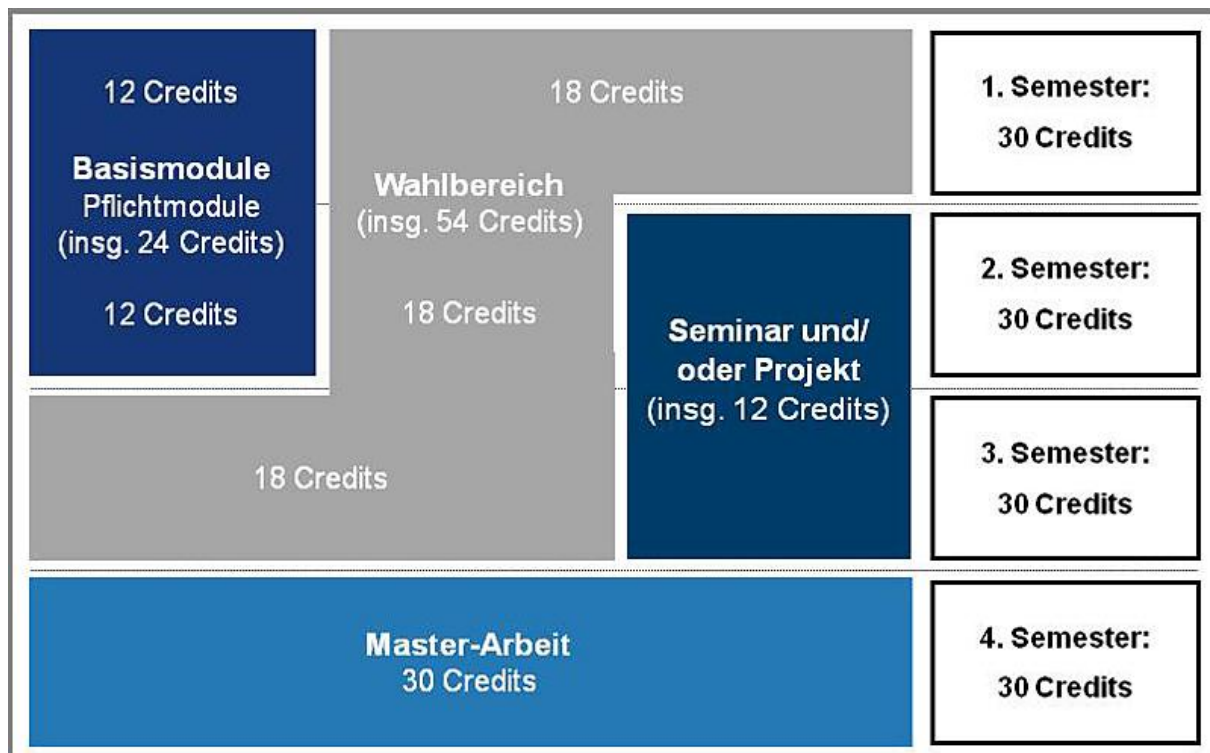 12 Credits
18 Credits
1. Semester:
30 Credits
Basismodule
Pflichtmodule
(insg. 24 Credits)
Wahlbereich
(insg. 54 Credits)
12 Credits
18 Credits
Seminar und/
oder Projekt
(insg. 12 Credits)
2. Semester:
30 Credits
18 Credits
3. Semester:
30 Credits
Master-Arbeit
30 Credits
4. Semester:
30 Credits